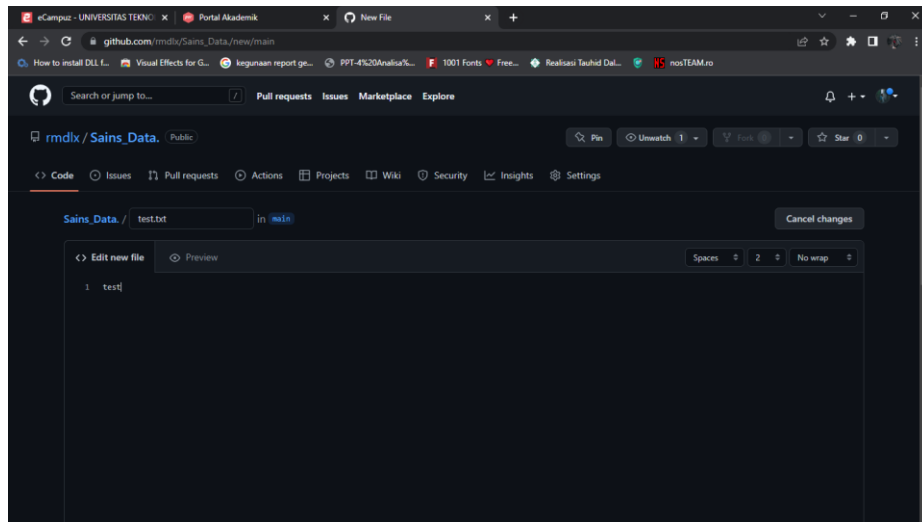 eCampuz - UNIVERSITAS TEKNO
Portal Akademik
New File
github.com/rmdlx/Sains_Data./new/main
How to install DLL f...
Visual Effects for G...
kegunaan report ge...
PPT-4%20Analisa%...
1001 Fonts ❤ Free...
Realisasi Tauhid Dal...
nosTEAM.ro
Search or jump to...
/
Pull requests Issues Marketplace Explore
rmdlx / Sains_Data. Public
Pin
Unwatch 1
Fork 0
Star 0
<> Code
Issues
Pull requests
Actions
Projects
Wiki
Security
Insights
Settings
Sains_Data. / test.txt in main
Cancel changes
<> Edit new file
Preview
Spaces
2
No wrap
1 test